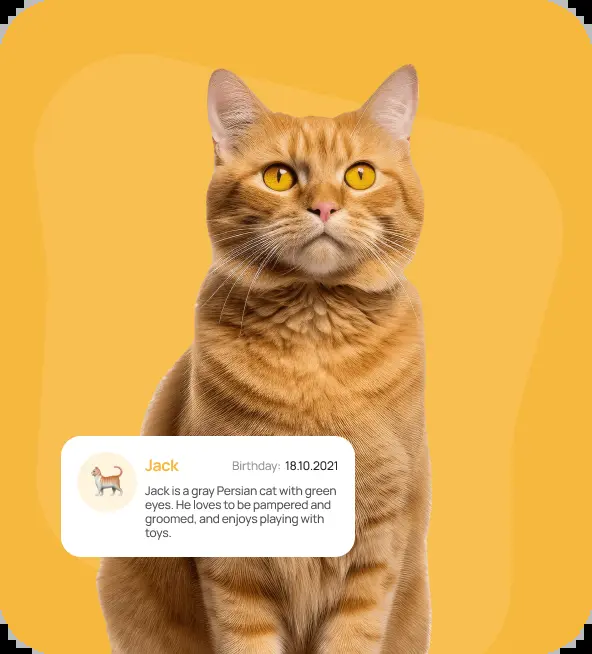 Jack Birthday: 18.10.2021
Jack is a gray Persian cat with green
eyes. He loves to be pampered and
groomed, and enjoys playing with
toys.